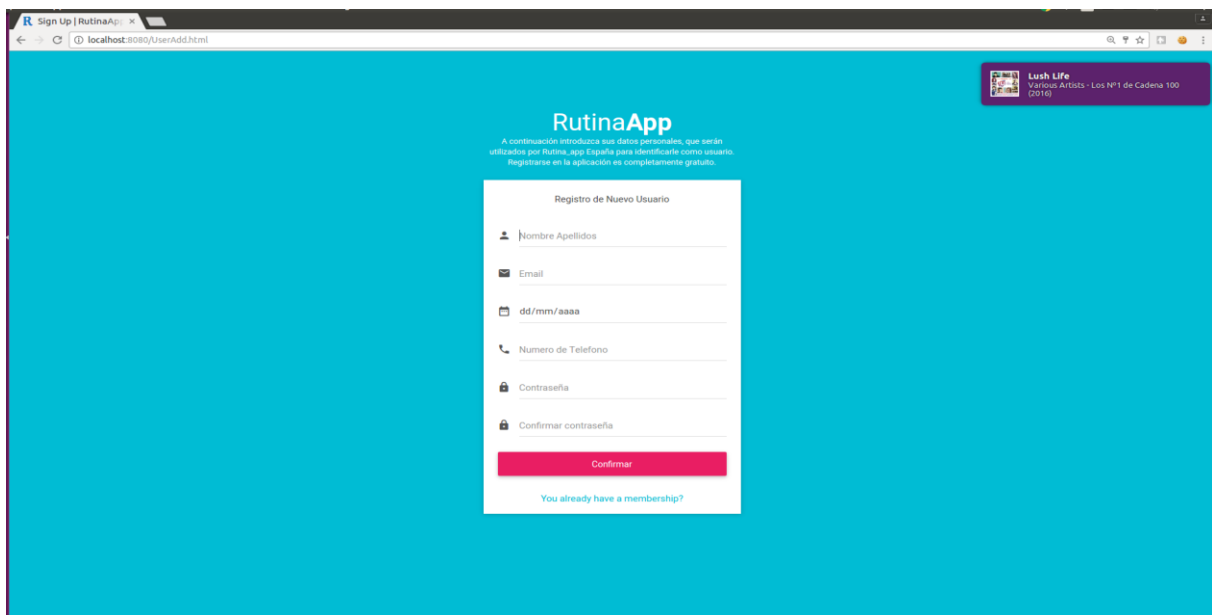 Sign Up | RutinaAp
localhost:8080/UserAdd.html
Lush Life
Various Artists - Los Nº1 de Cadena 100
(2016)
RutinaApp
A continuación introduzca sus datos personales, que serán
utilizados por Rutina_app España para identificarle como usuario.
Registrarse en la aplicación es completamente gratuito.
Registro de Nuevo Usuario
Nombre Apellidos
Email
dd/mm/aaaa
Numero de Telefono
Contraseña
Confirmar contraseña
Confirmar
You already have a membership?